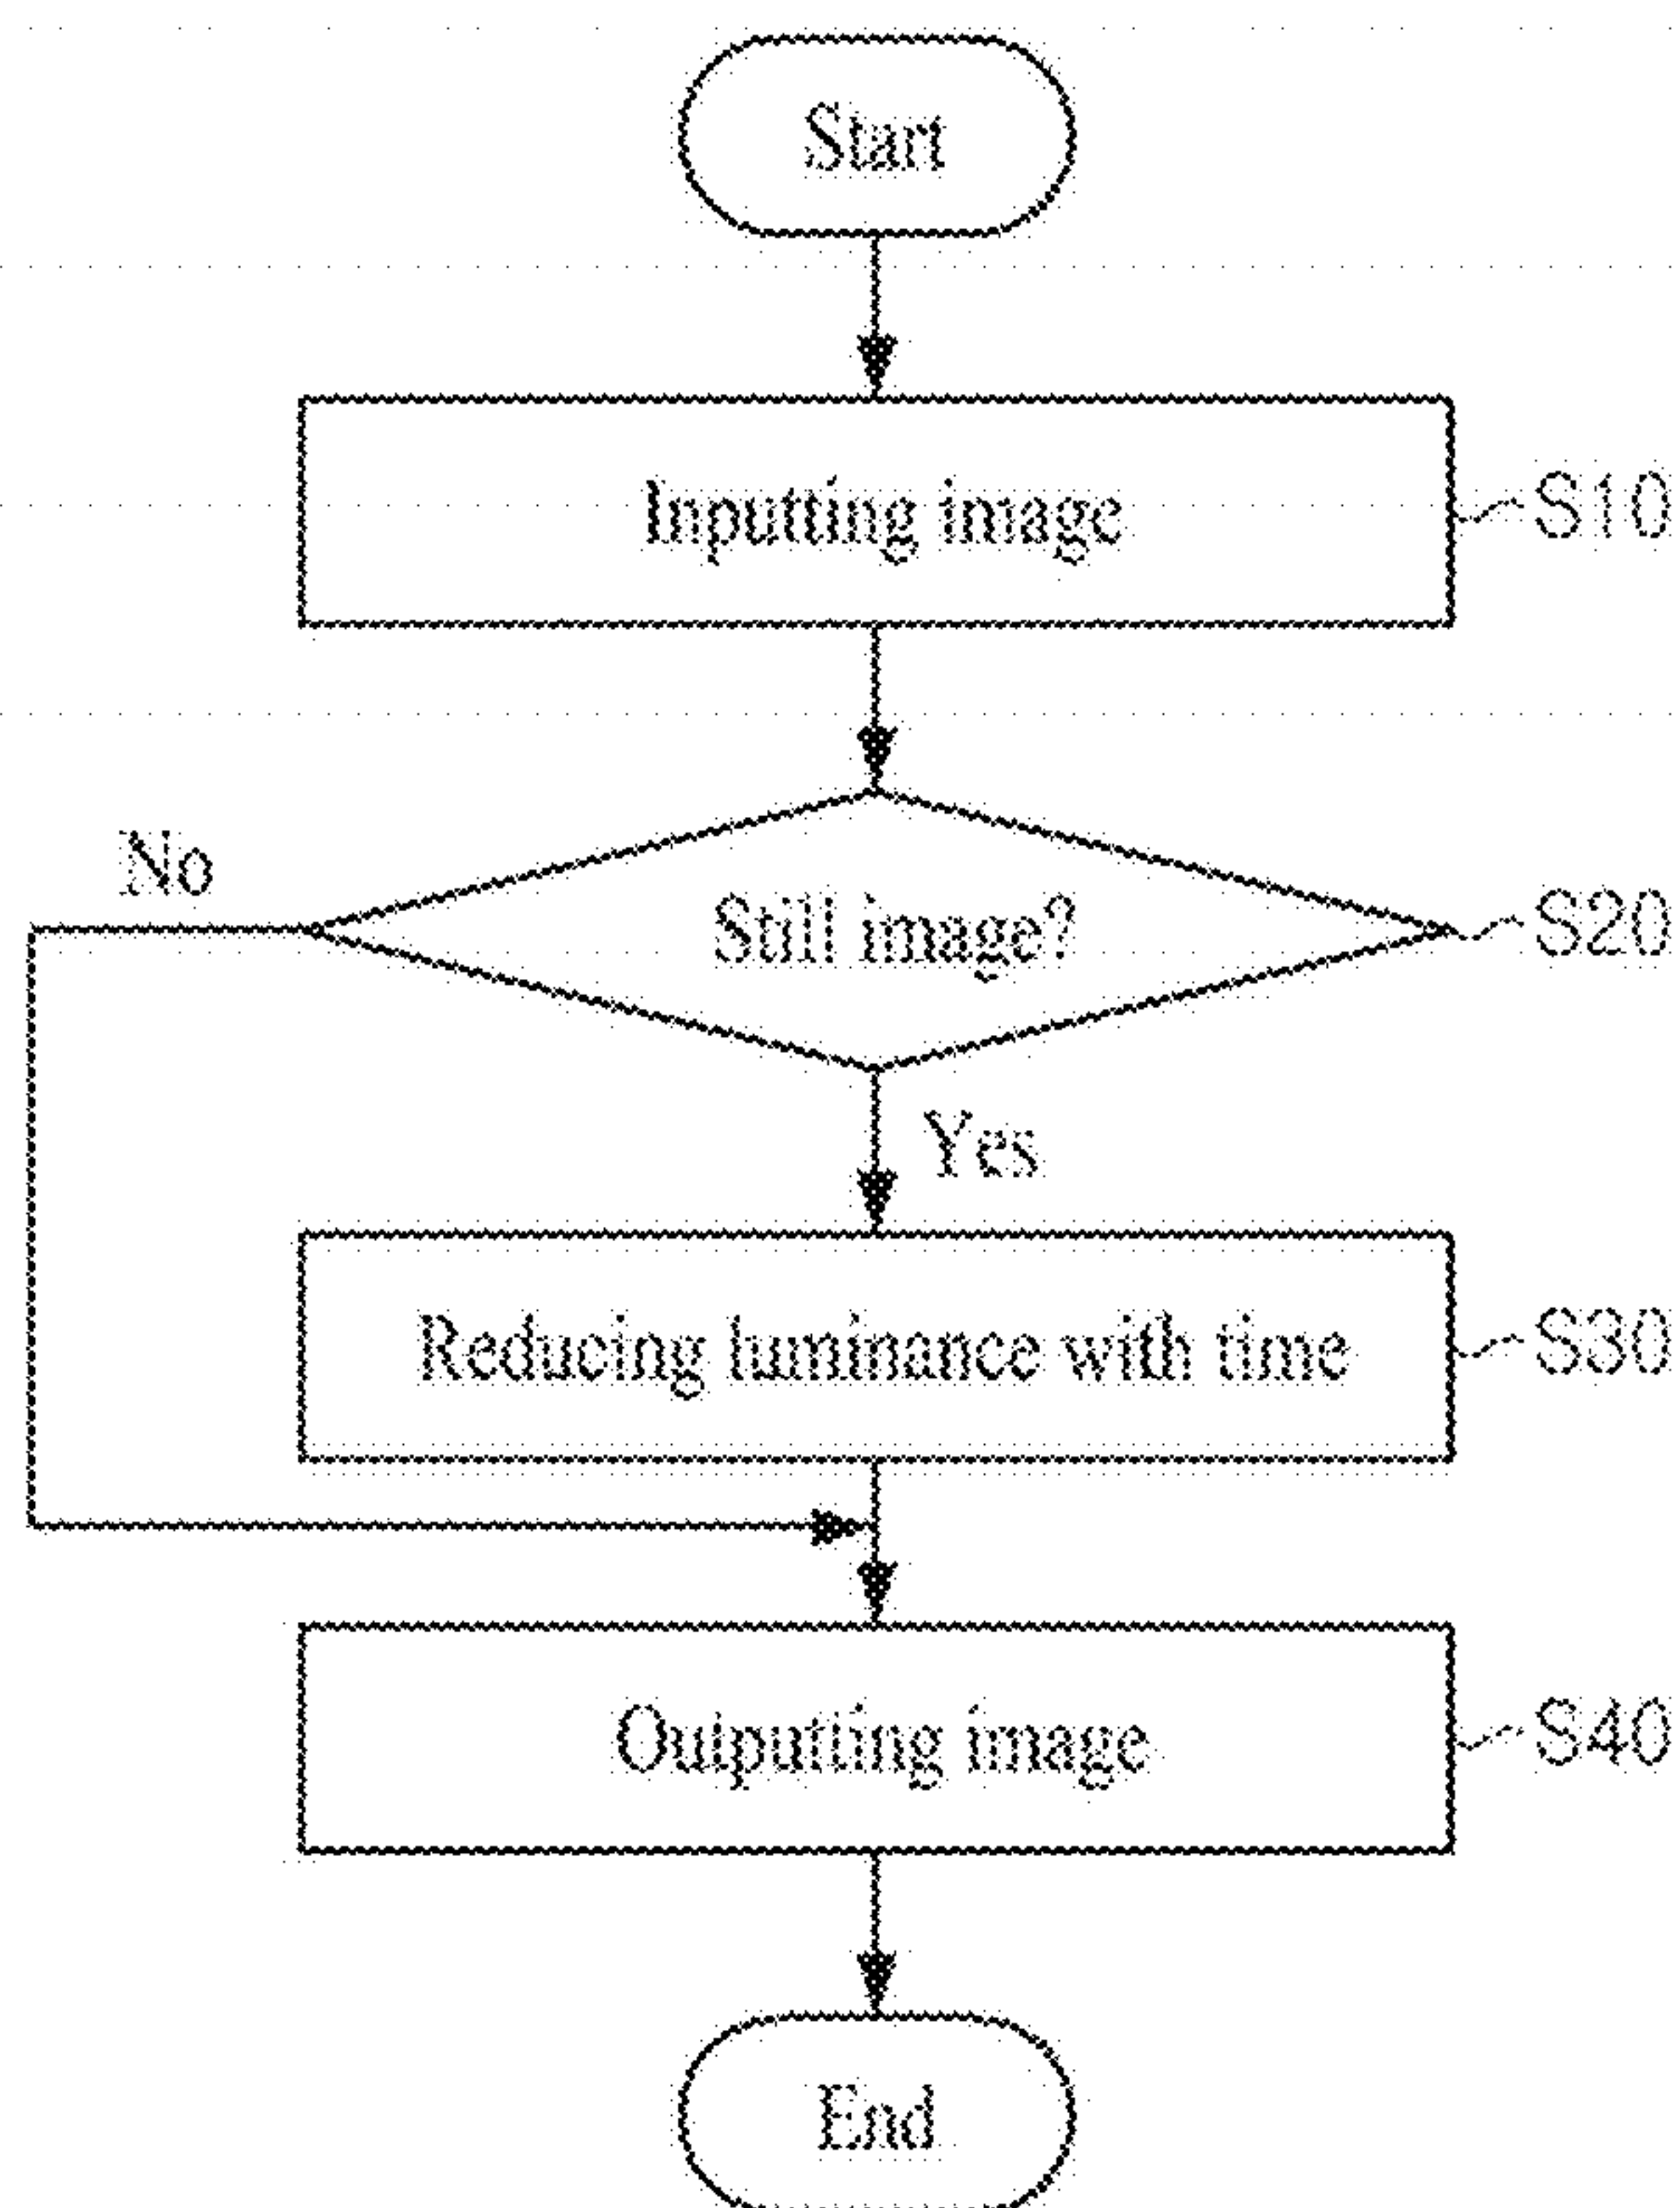 Start
Inputting image
S10
No
Still image?
S20
Yes
Reducing luminance with time
S30
Outputting image
S40
End